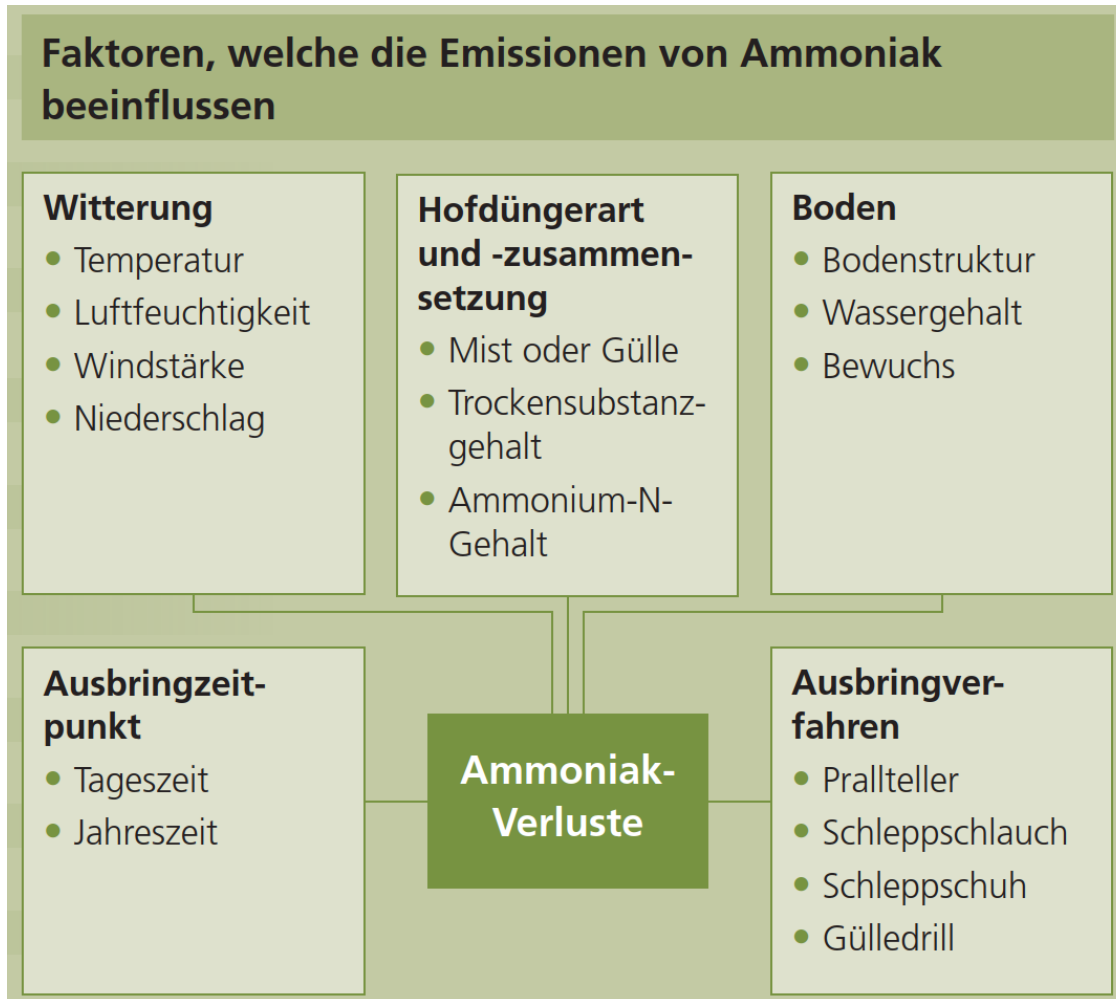 Faktoren, welche die Emissionen von Ammoniak
beeinflussen
Witterung
• Temperatur
• Luftfeuchtigkeit
• Windstärke
• Niederschlag
Hofdüngerart
und -zusammen-
setzung
• Mist oder Gülle
• Trockensubstanz-
gehalt
• Ammonium-N-
Gehalt
Boden
• Bodenstruktur
• Wassergehalt
• Bewuchs
Ausbringzeit-
punkt
• Tageszeit
• Jahreszeit
Ammoniak-
Verluste
Ausbringver-
fahren
• Prallteller
• Schleppschlauch
• Schleppschuh
• Gülledrill